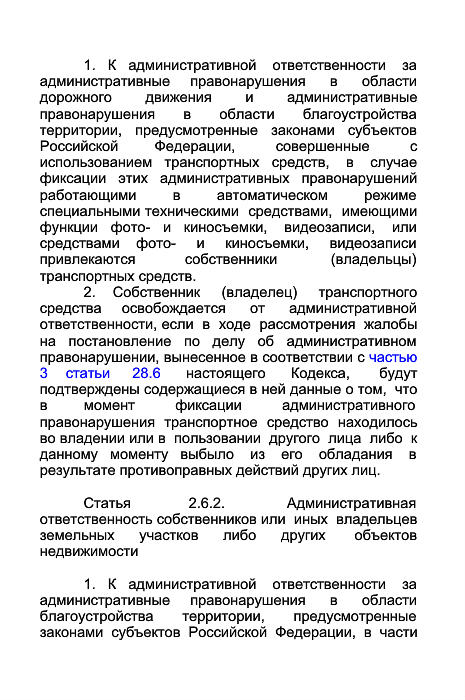 1. К административной ответственности за
административные правонарушения в области
дорожного движения и административные
правонарушения в области благоустройства
территории, предусмотренные законами субъектов
Российской Федерации, совершенные с
использованием транспортных средств, в случае
фиксации этих административных правонарушений
работающими в автоматическом режиме
специальными техническими средствами, имеющими
функции фото- и киносъемки, видеозаписи, или
средствами фото- и киносъемки, видеозаписи
привлекаются собственники (владельцы)
транспортных средств.
2. Собственник (владелец) транспортного
средства освобождается от административной
ответственности, если в ходе рассмотрения жалобы
на постановление по делу об административном
правонарушении, вынесенное в соответствии с частью
3 статьи 28.6 настоящего Кодекса, будут
подтверждены содержащиеся в ней данные о том, что
в момент фиксации административного
правонарушения транспортное средство находилось
во владении или в пользовании другого лица либо к
данному моменту выбыло из его обладания в
результате противоправных действий других лиц.
Статья 2.6.2. Административная
ответственность собственников или иных владельцев
земельных участков либо других объектов
недвижимости
1. К административной ответственности за
административные правонарушения в области
благоустройства территории, предусмотренные
законами субъектов Российской Федерации, в части